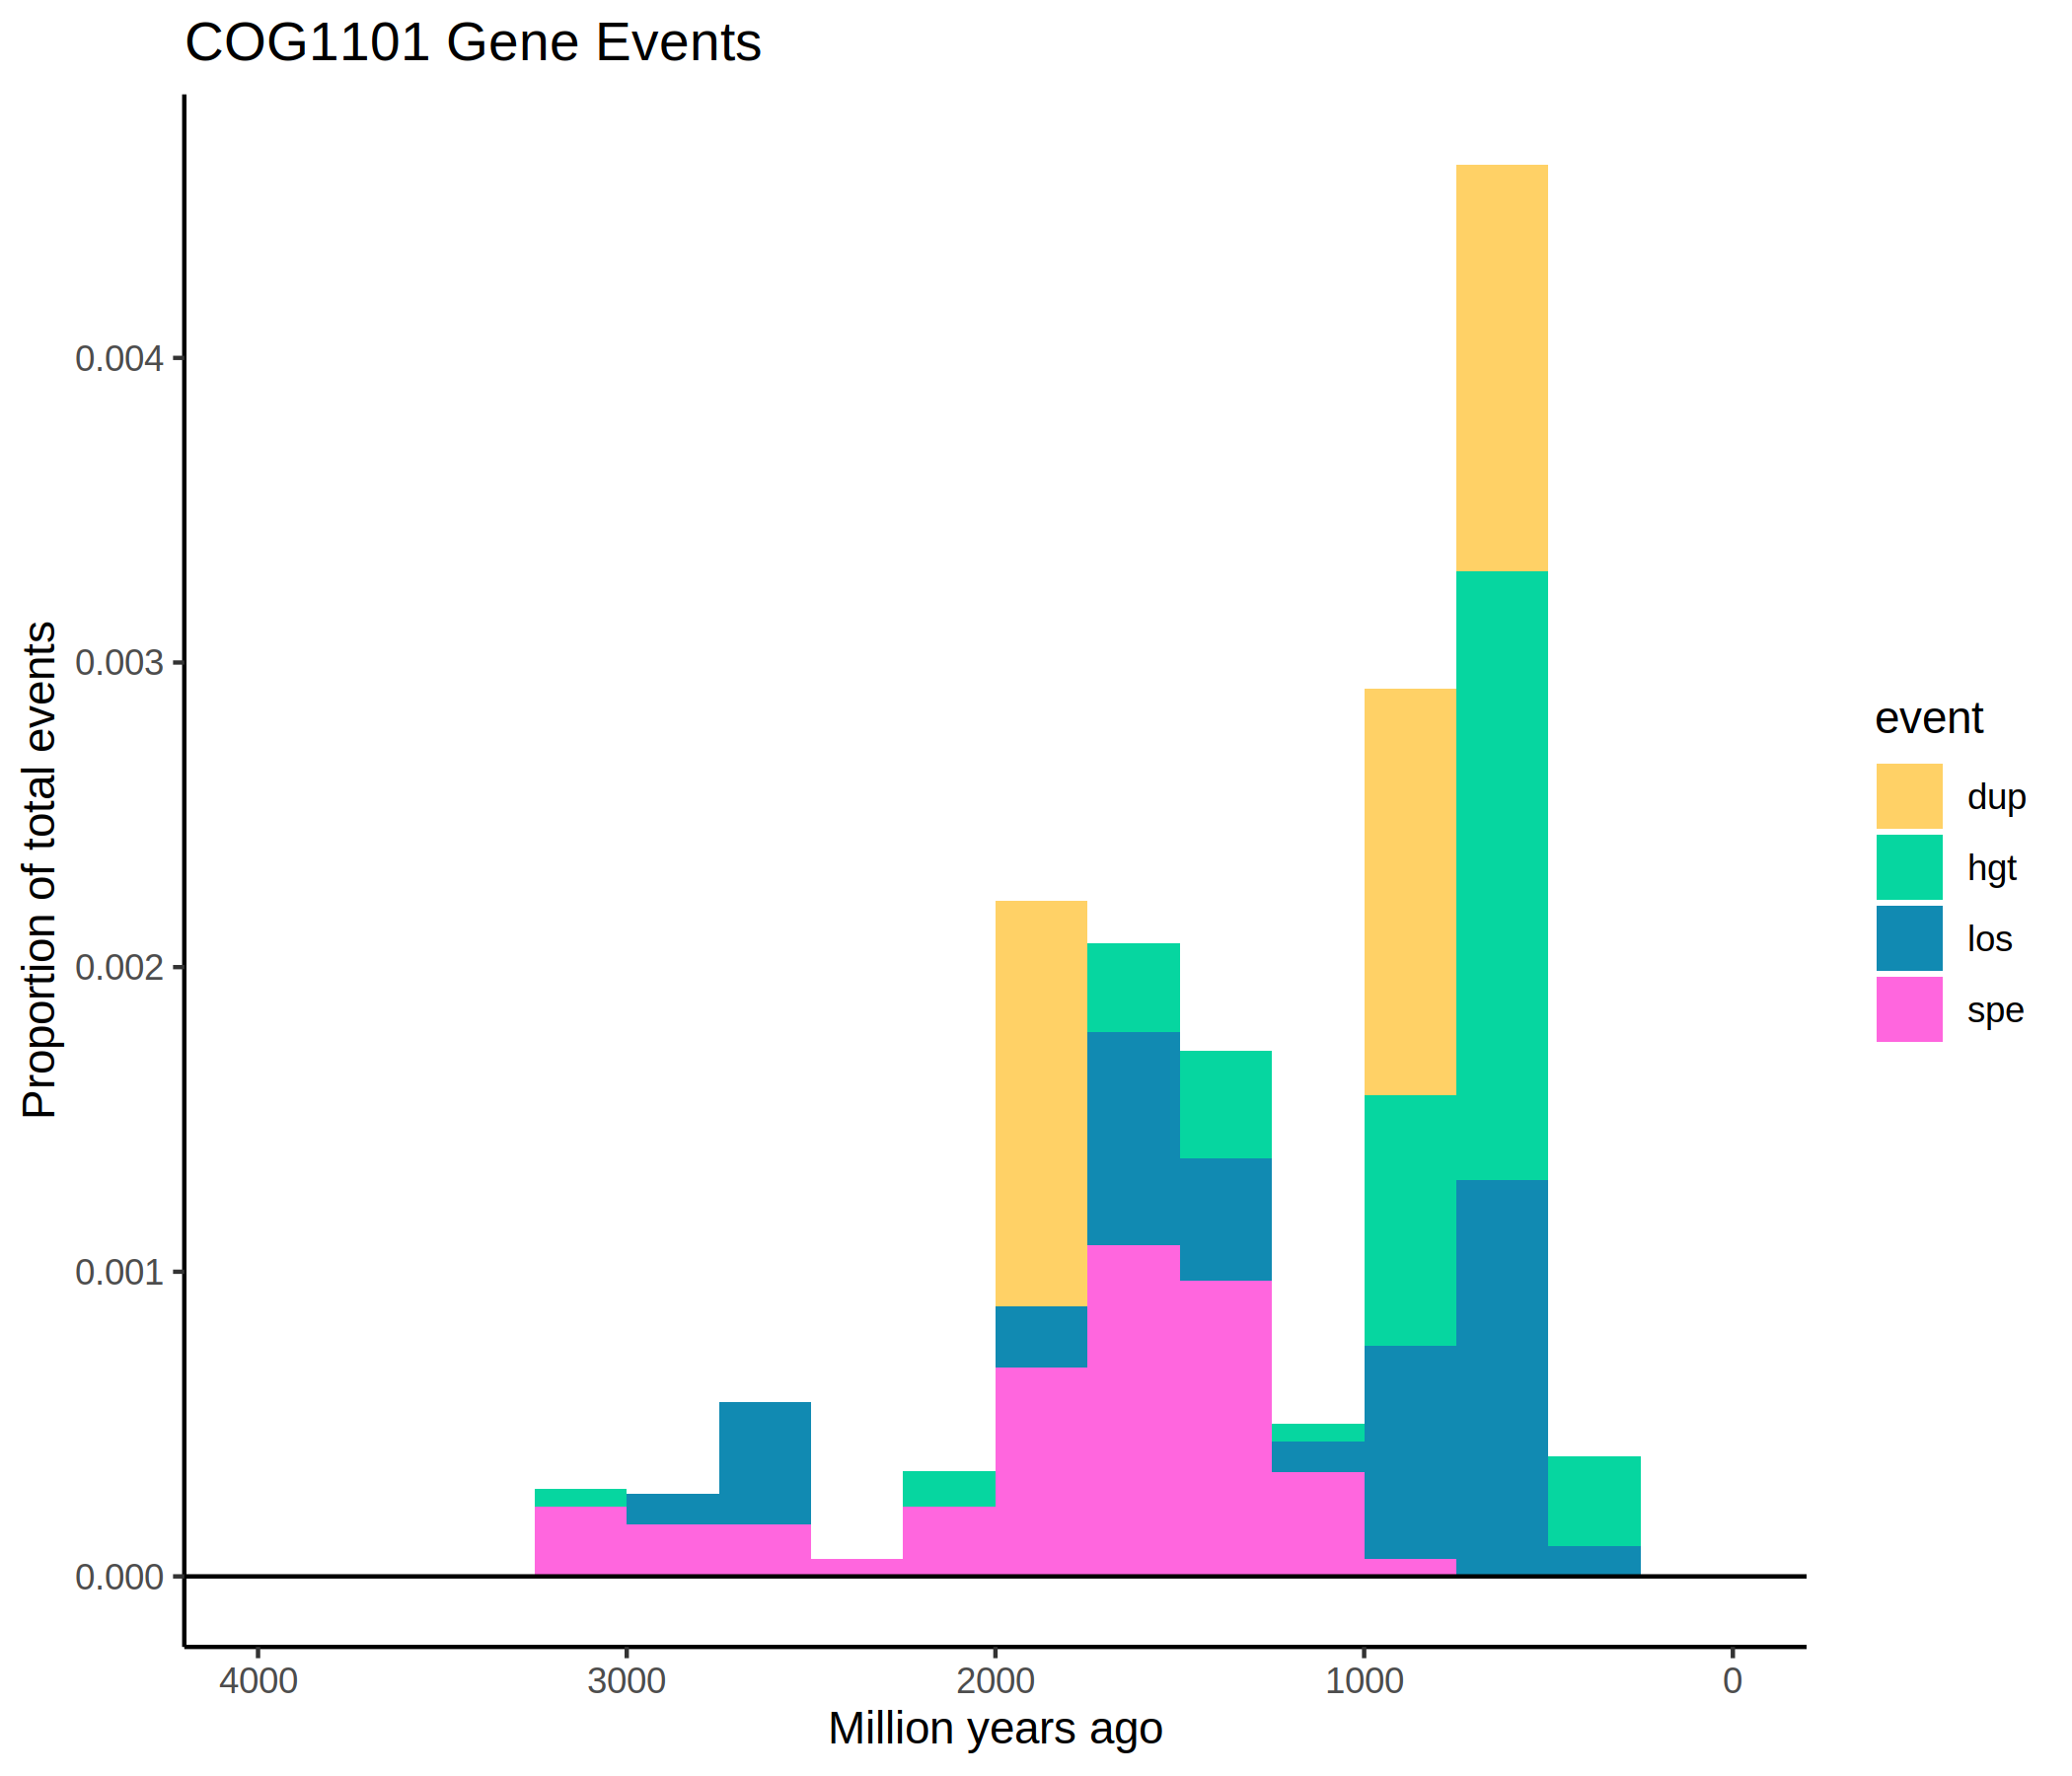 COG1101 Gene Events
Proportion of total events
0.004
0.003
0.002
0.001
0.000
4000 3000 2000 1000 0
Million years ago
event
dup
hgt
los
spe